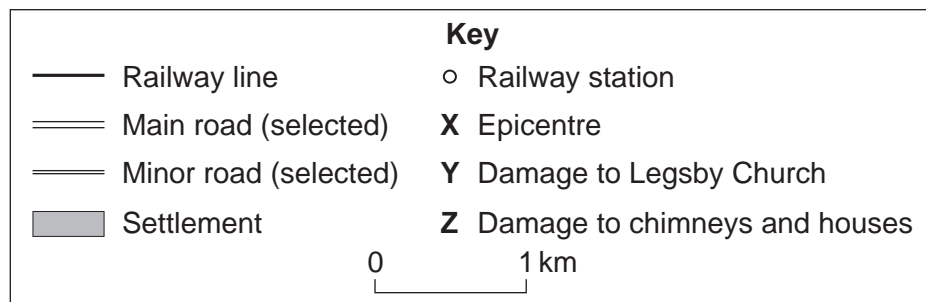 Key
Railway line
Railway station
Main road (selected)
X Epicentre
Minor road (selected)
Y Damage to Legsby Church
Settlement
Z Damage to chimneys and houses
0 1 km